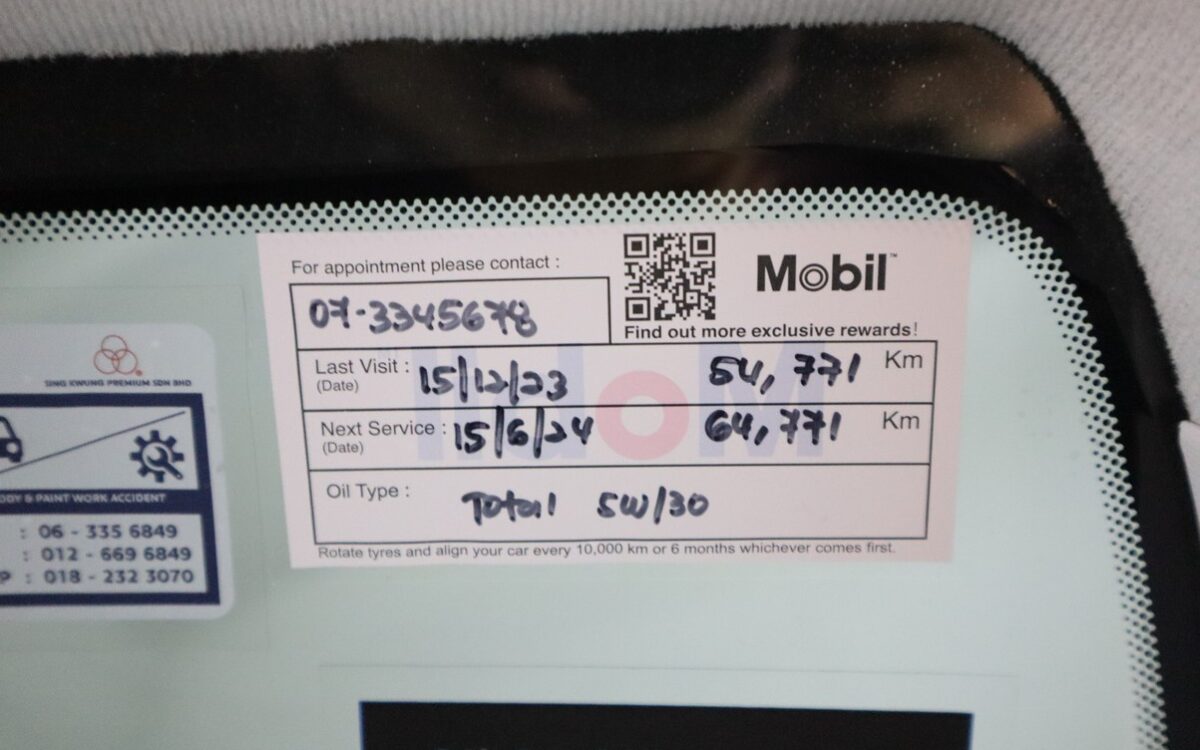 For appointment please contact :
07-3345678
Mobil™
Find out more exclusive rewards!
Last Visit : 15/12/23 54,771 Km
(Date)
Next Service : 15/6/24 64,771 Km
(Date)
Oil Type : Total 5W/30
Rotate tyres and align your car every 10,000 km or 6 months whichever comes first.
SING KWUNG PREMIUM SDN BHD
ODY & PAINT WORK ACCIDENT
: 06 - 335 6849
: 012 - 669 6849
P : 018 - 232 3070